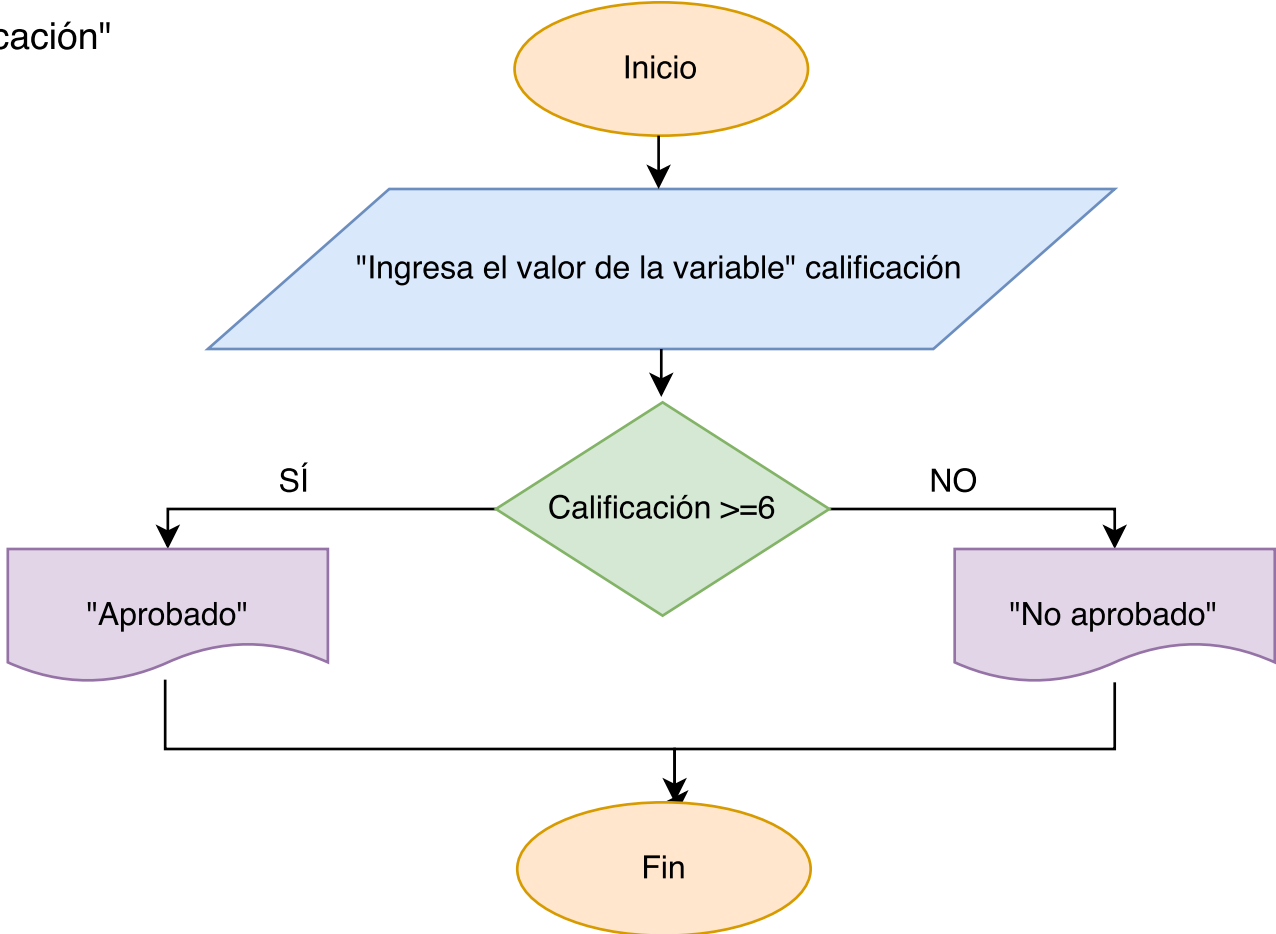 cación"
Inicio
"Ingresa el valor de la variable" calificación
SÍ
NO
Calificación >=6
"Aprobado"
"No aprobado"
Fin